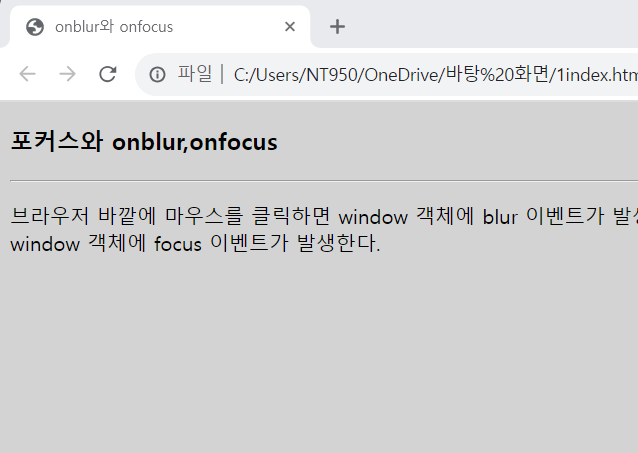 onblur와 onfocus
파일 | C:/Users/NT950/OneDrive/바탕%20화면/1index.htm
포커스와 onblur,onfocus
브라우저 바깥에 마우스를 클릭하면 window 객체에 blur 이벤트가
window 객체에 focus 이벤트가 발생한다.